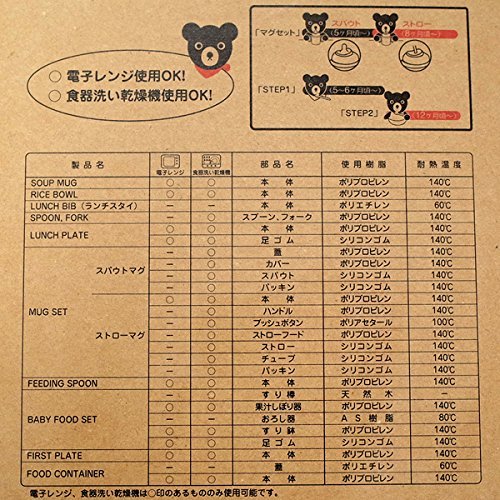 ○ 電子レンジ使用OK!
○ 食器洗い乾燥機使用OK!
スパウト ストロー
「マグセット」 (5ヶ月頃〜) (8ヶ月頃〜)
「STEP1」 (5〜6ヶ月頃〜)
「STEP2」 (12ヶ月〜)
製品名 電子レンジ 食器洗い乾燥機 部品名 使用樹脂 耐熱温度
SOUP MUG ○ ○ 本体 ポリプロピレン 140℃
RICE BOWL ○ ○ 本体 ポリプロピレン 140℃
LUNCH BIB (ランチスタイ) − − 本体 ポリエチレン 60℃
SPOON, FORK − ○ スプーン、フォーク ポリプロピレン 140℃
LUNCH PLATE ○ ○ 本体 ポリプロピレン 140℃
○ ○ 足ゴム シリコンゴム 140℃
MUG SET スパウトマグ − ○ 蓋 ポリプロピレン 140℃
− ○ カバー ポリプロピレン 140℃
− ○ スパウト シリコンゴム 140℃
− ○ パッキン シリコンゴム 140℃
ストローマグ ○ ○ 本体 ポリプロピレン 140℃
− ○ ハンドル ポリプロピレン 140℃
− ○ プッシュボタン ポリアセタール 100℃
− ○ ストローフード ポリプロピレン 140℃
− ○ ストロー シリコンゴム 140℃
− ○ チューブ ポリプロピレン 140℃
− ○ パッキン シリコンゴム 140℃
FEEDING SPOON − ○ 本体 ポリプロピレン 140℃
BABY FOOD SET − ○ すり棒 天然木 −
○ ○ 果汁しぼり器 ポリプロピレン 140℃
− ○ おろし器 AS樹脂 80℃
○ ○ すり鉢 ポリプロピレン 140℃
○ ○ 足ゴム シリコンゴム 140℃
FIRST PLATE ○ ○ 本体 ポリプロピレン 140℃
FOOD CONTAINER − − 蓋 ポリエチレン 60℃
○ ○ 本体 ポリプロピレン 140℃
電子レンジ、食器洗い乾燥機は○印のあるもののみ使用可能です。